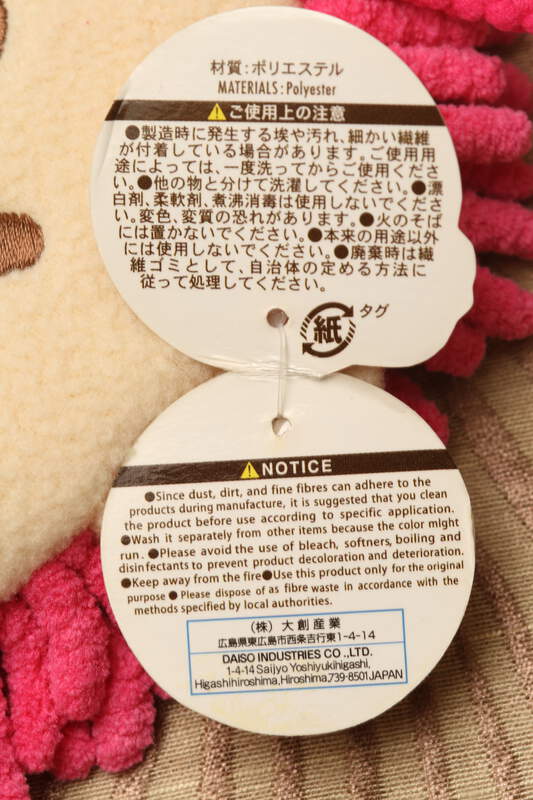 材質:ポリエステル
MATERIALS:Polyester
ご使用上の注意
●製造時に発生する埃や汚れ、細かい繊維
が付着している場合があります。ご使用用
途によっては、一度洗ってからご使用くださ
い。●他の物と分けて洗濯してください。●漂
白剤、柔軟剤、煮沸消毒は使用しないでくださ
い。変色、変質の恐れがあります。●火のそば
には置かないでください。●本来の用途以外
には使用しないでください。●廃棄時は繊
維ゴミとして、自治体の定める方法に
従って処理してください。
紙
タグ
NOTICE
●Since dust, dirt, and fine fibres can adhere to the
products during manufacture, it is suggested that you clean
the product before use according to specific application.
●Wash it separately from other items because the color might
run. ●Please avoid the use of bleach, softners, boiling and
disinfectants to prevent product decoloration and deterioration.
●Keep away from the fire●Use this product only for the original
purpose ● Please dispose of as fibre waste in accordance with the
methods specified by local authorities.
(株)大創産業
広島県東広島市西条吉行東1-4-14
DAISO INDUSTRIES CO.,LTD.
1-4-14 Saijyo Yoshiyukihigashi,
Higashihiroshima,Hiroshima,739-8501JAPAN